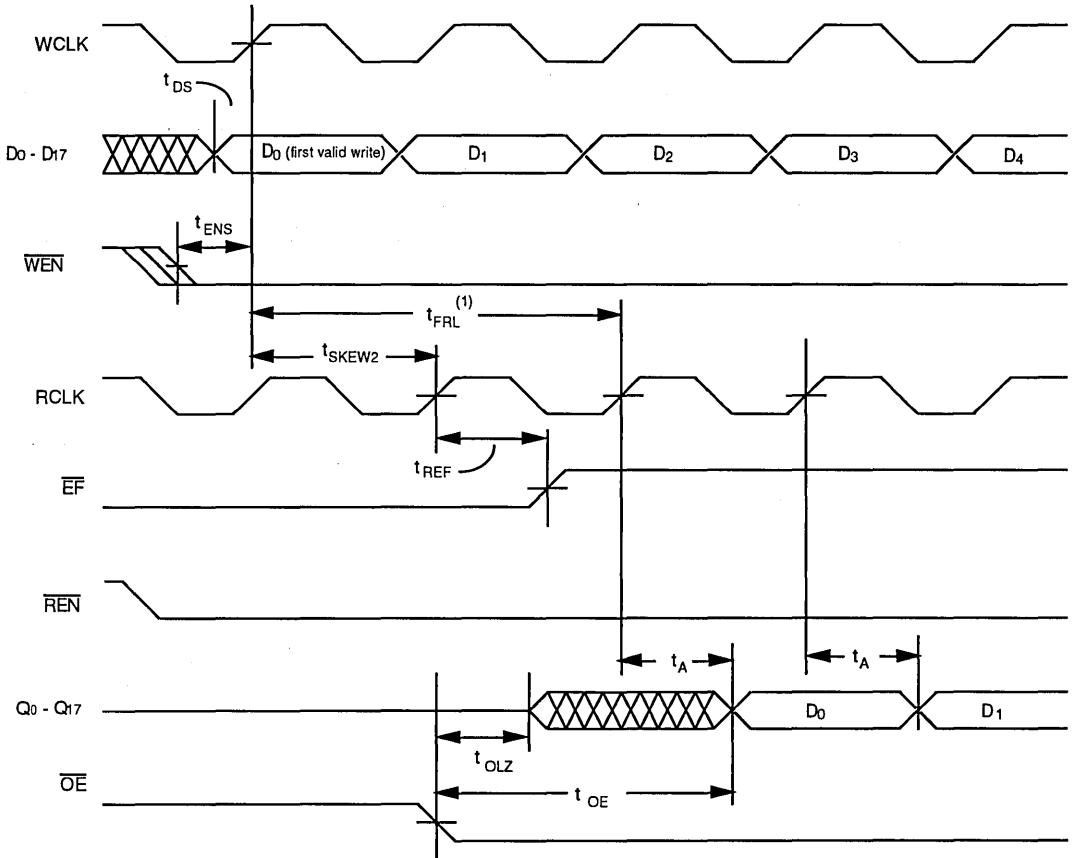 WCLK
tDS
D0 - D17
D0 (first valid write)
D1
D2
D3
D4
tENS
WEN
tFRL(1)
tSKEW2
RCLK
tREF
EF
REN
tA
tA
Q0 - Q17
D0
D1
tOLZ
OE
tOE